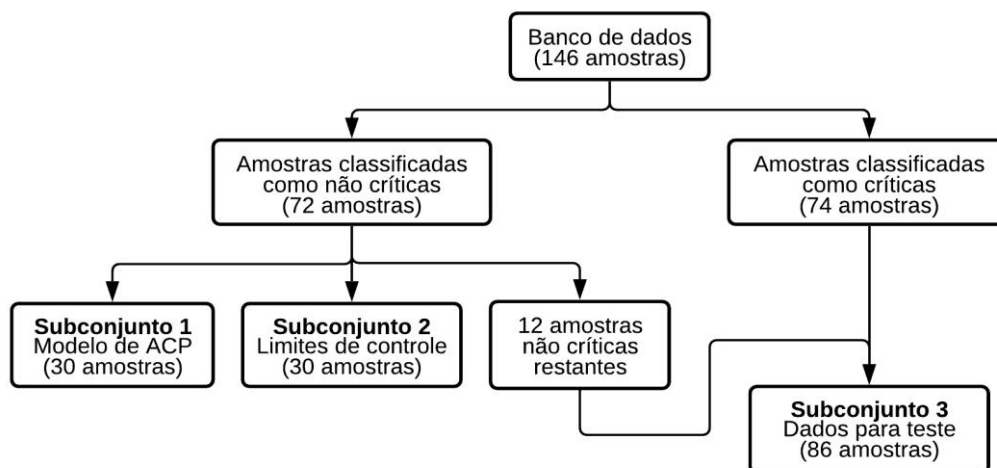 Banco de dados
(146 amostras)
Amostras classificadas
como não críticas
(72 amostras)
Amostras classificadas
como críticas
(74 amostras)
Subconjunto 1
Modelo de ACP
(30 amostras)
Subconjunto 2
Limites de controle
(30 amostras)
12 amostras
não críticas
restantes
Subconjunto 3
Dados para teste
(86 amostras)